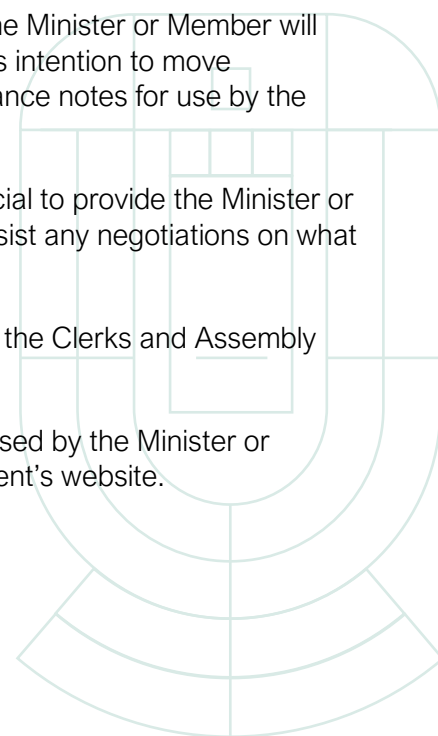 he Minister or Member will
s intention to move
ance notes for use by the
cial to provide the Minister or
sist any negotiations on what
the Clerks and Assembly
sed by the Minister or
ent’s website.